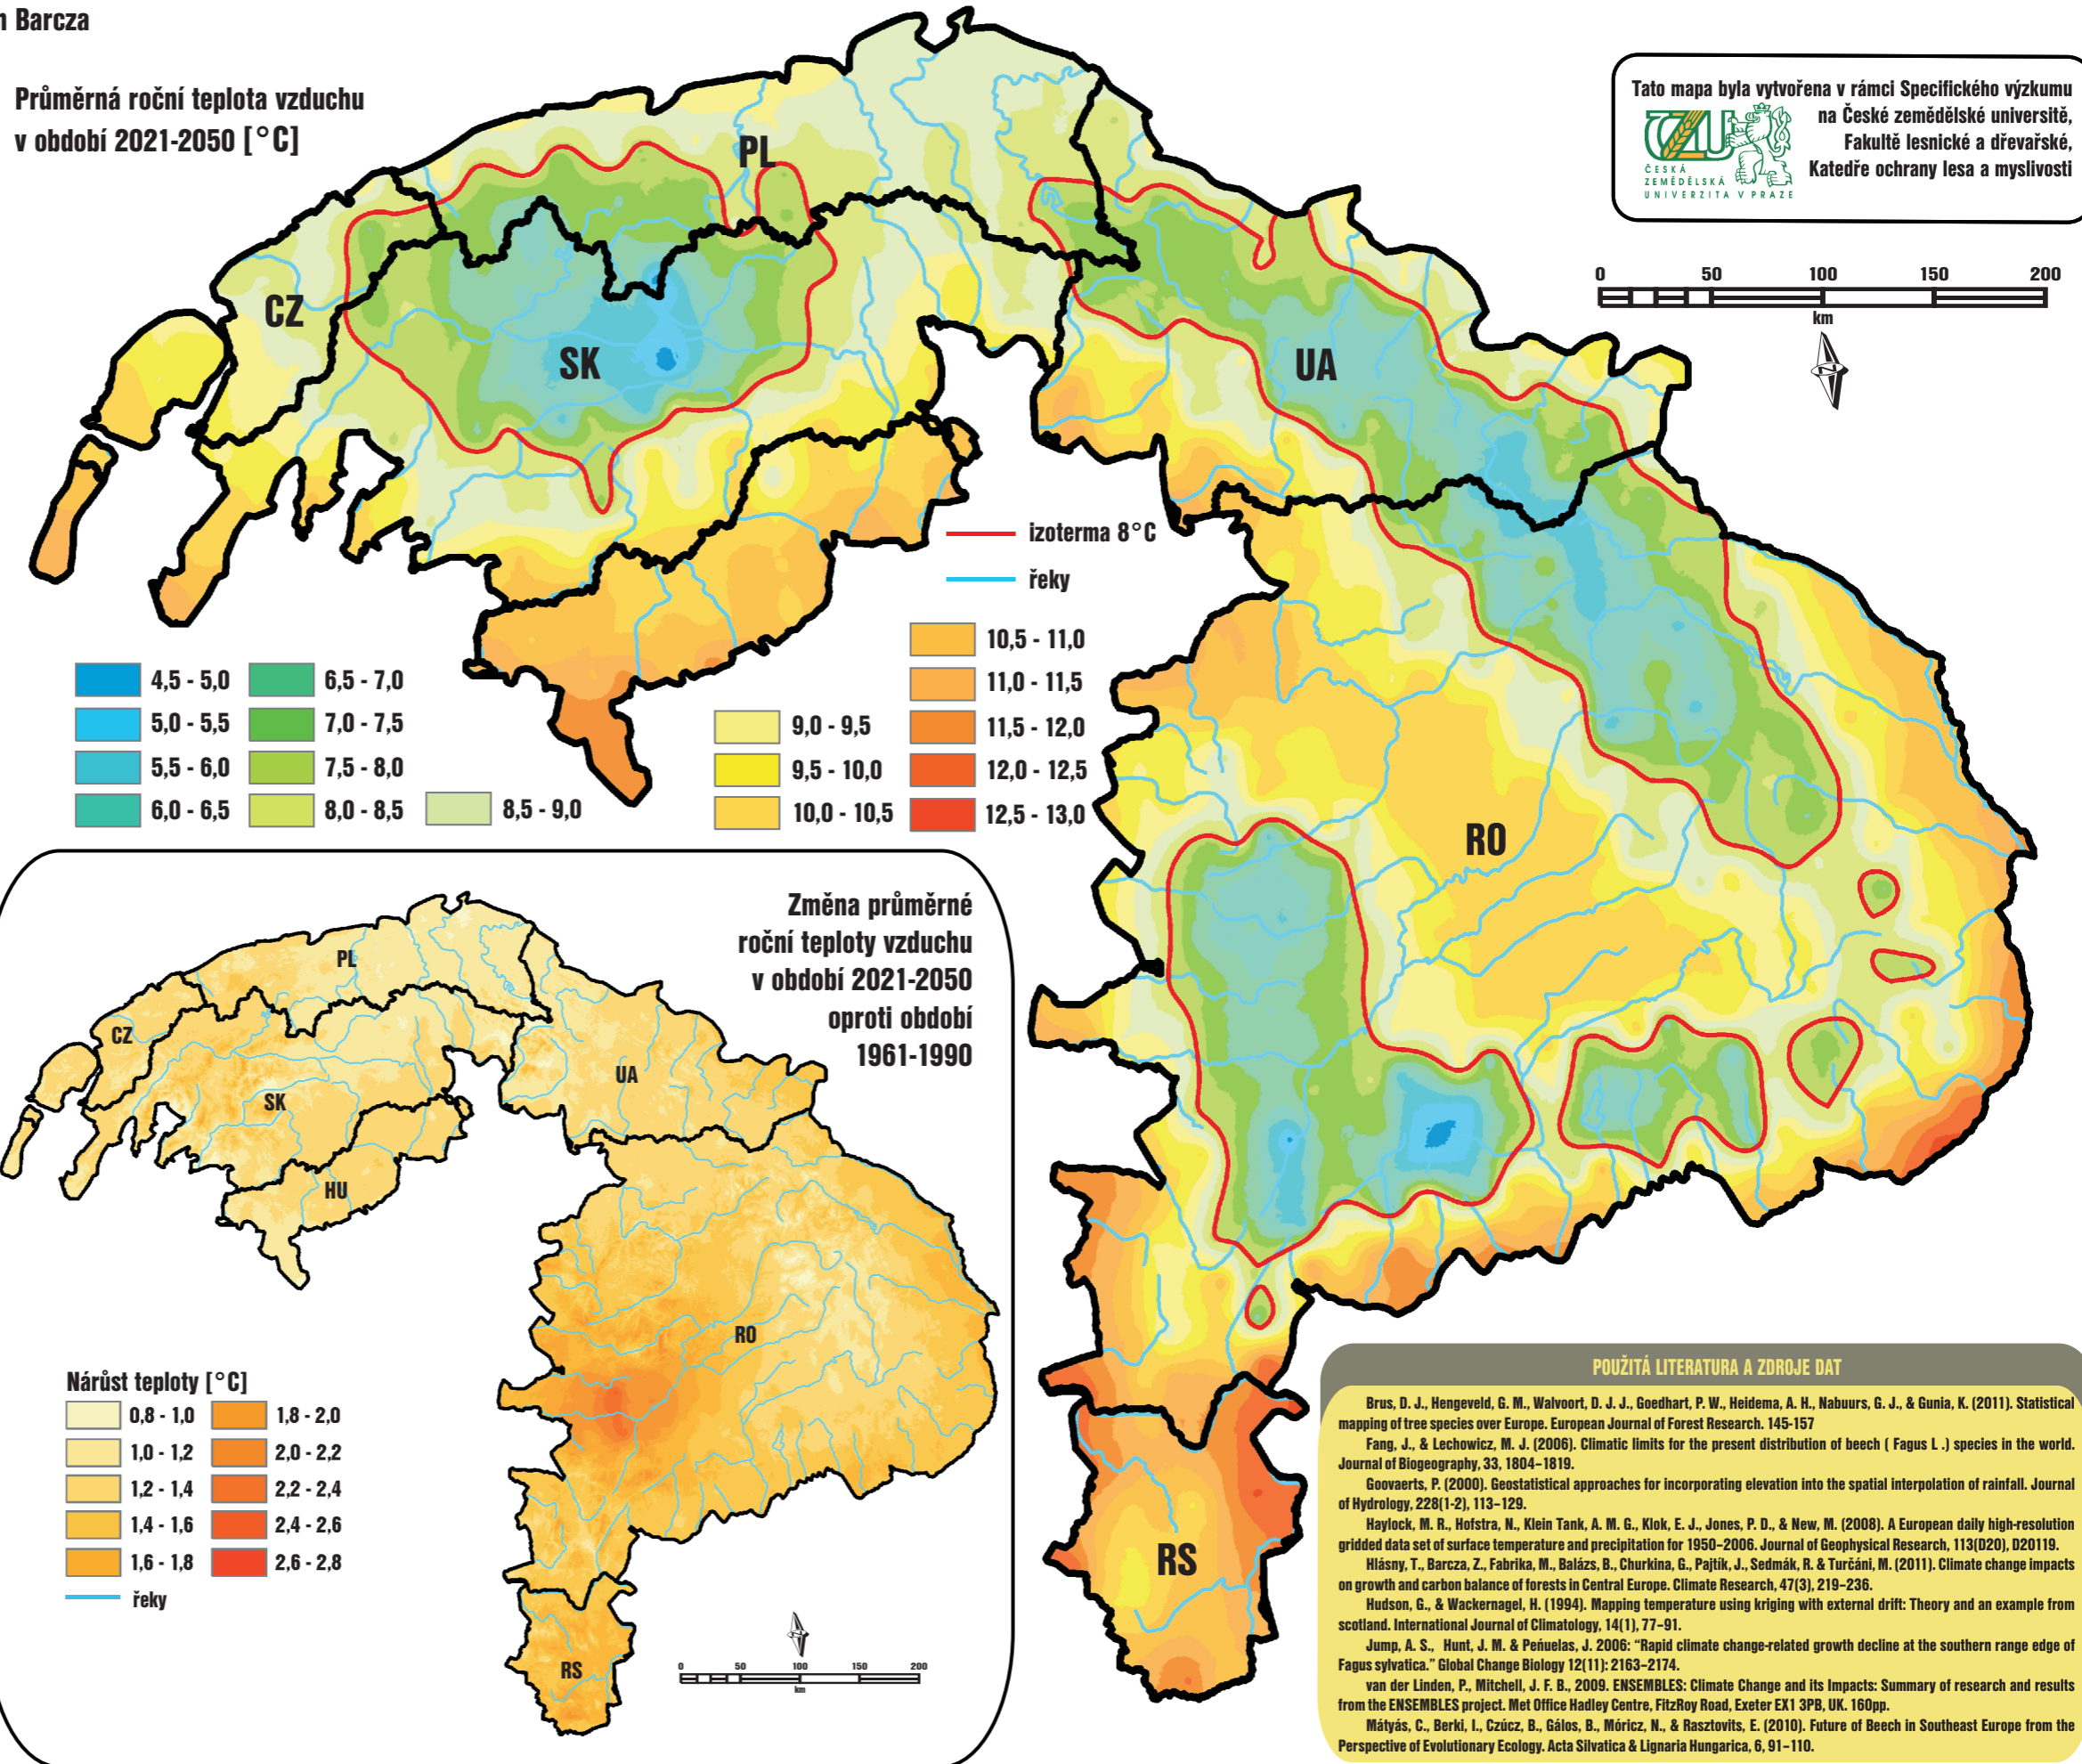 Barcza
Průměrná roční teplota vzduchu
v období 2021-2050 [°C]
Tato mapa byla vytvořena v rámci Specifického výzkumu
na České zemědělské universitě,
Fakultě lesnické a dřevařské,
Katedře ochrany lesa a myslivosti
ČZU
ČESKÁ
ZEMĚDĚLSKÁ
UNIVERZITA V PRAZE
0 50 100 150 200
km
N
PL
CZ
SK
UA
RO
RS
izoterma 8°C
řeky
4,5 - 5,0
5,0 - 5,5
5,5 - 6,0
6,0 - 6,5
6,5 - 7,0
7,0 - 7,5
7,5 - 8,0
8,0 - 8,5
8,5 - 9,0
9,0 - 9,5
9,5 - 10,0
10,0 - 10,5
10,5 - 11,0
11,0 - 11,5
11,5 - 12,0
12,0 - 12,5
12,5 - 13,0
Změna průměrné
roční teploty vzduchu
v období 2021-2050
oproti období
1961-1990
PL
CZ
SK
UA
HU
RO
RS
Nárůst teploty [°C]
0,8 - 1,0
1,0 - 1,2
1,2 - 1,4
1,4 - 1,6
1,6 - 1,8
1,8 - 2,0
2,0 - 2,2
2,2 - 2,4
2,4 - 2,6
2,6 - 2,8
řeky
N
0 50 100 150 200
km
POUŽITÁ LITERATURA A ZDROJE DAT
Brus, D. J., Hengeveld, G. M., Walvoort, D. J. J., Goedhart, P. W., Heidema, A. H., Nabuurs, G. J., & Gunia, K. (2011). Statistical
mapping of tree species over Europe. European Journal of Forest Research. 145-157
Fang, J., & Lechowicz, M. J. (2006). Climatic limits for the present distribution of beech ( Fagus L .) species in the world.
Journal of Biogeography, 33, 1804–1819.
Goovaerts, P. (2000). Geostatistical approaches for incorporating elevation into the spatial interpolation of rainfall. Journal
of Hydrology, 228(1-2), 113–129.
Haylock, M. R., Hofstra, N., Klein Tank, A. M. G., Klok, E. J., Jones, P. D., & New, M. (2008). A European daily high-resolution
gridded data set of surface temperature and precipitation for 1950–2006. Journal of Geophysical Research, 113(D20), D20119.
Hlásny, T., Barcza, Z., Fabrika, M., Balázs, B., Churkina, G., Pajtík, J., Sedmák, R. & Turčáni, M. (2011). Climate change impacts
on growth and carbon balance of forests in Central Europe. Climate Research, 47(3), 219–236.
Hudson, G., & Wackernagel, H. (1994). Mapping temperature using kriging with external drift: Theory and an example from
scotland. International Journal of Climatology, 14(1), 77–91.
Jump, A. S., Hunt, J. M. & Peńuelas, J. 2006: “Rapid climate change-related growth decline at the southern range edge of
Fagus sylvatica.” Global Change Biology 12(11): 2163–2174.
van der Linden, P., Mitchell, J. F. B., 2009. ENSEMBLES: Climate Change and its Impacts: Summary of research and results
from the ENSEMBLES project. Met Office Hadley Centre, FitzRoy Road, Exeter EX1 3PB, UK. 160pp.
Mátyás, C., Berki, I., Czúcz, B., Gálos, B., Móricz, N., & Rasztovits, E. (2010). Future of Beech in Southeast Europe from the
Perspective of Evolutionary Ecology. Acta Silvatica & Lignaria Hungarica, 6, 91–110.